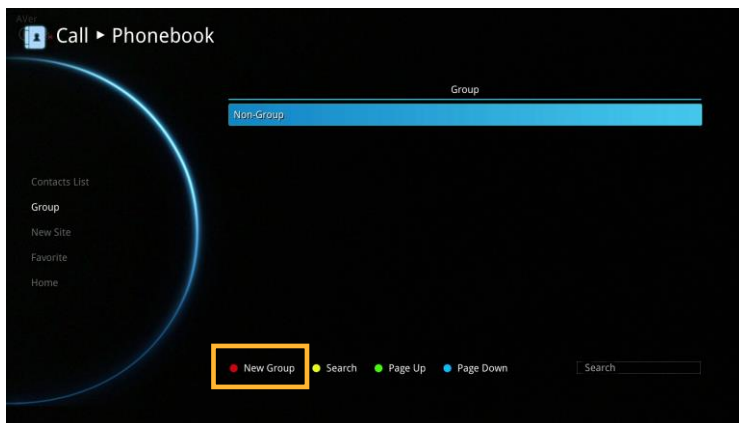 AVer
Call ► Phonebook
Group
Non-Group
Contacts List
Group
New Site
Favorite
Home
New Group Search Page Up Page Down Search